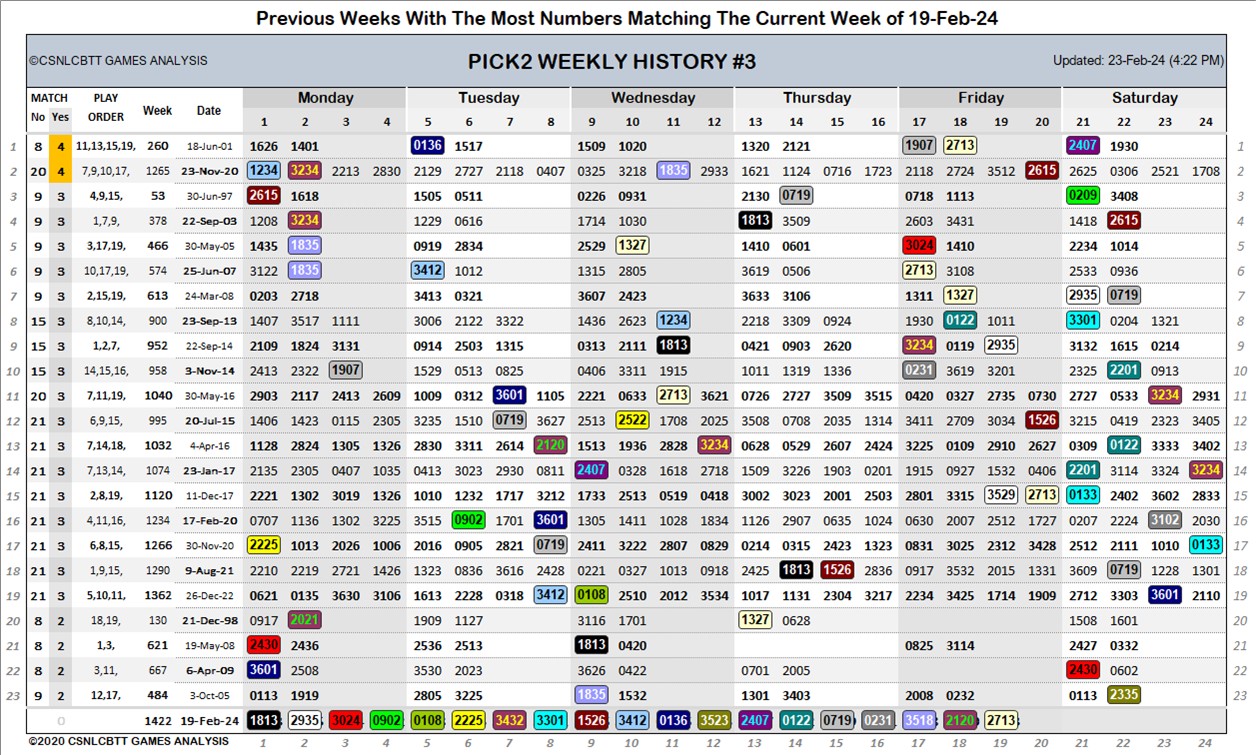 Previous Weeks With The Most Numbers Matching The Current Week of 19-Feb-24
©CSNLCBTT GAMES ANALYSIS PICK2 WEEKLY HISTORY #3 Updated: 23-Feb-24 (4:22 PM)
MATCH PLAY Week Date Monday Tuesday Wednesday Thursday Friday Saturday
No Yes ORDER 1 2 3 4 5 6 7 8 9 10 11 12 13 14 15 16 17 18 19 20 21 22 23 24
1 8 4 11,13,15,19, 260 18-Jun-01 1626 1401 0136 1517 1509 1020 1320 2121 1907 2713 2407 1930 1
2 20 4 7,9,10,17, 1265 23-Nov-20 1234 3234 2213 2830 2129 2727 2118 0407 0325 3218 1835 2933 1621 1124 0716 1723 2118 2724 3512 2615 2625 0306 2521 1708 2
3 9 3 4,9,15, 53 30-Jun-97 2615 1618 1505 0511 0226 0931 2130 0719 0718 1113 0209 3408 3
4 9 3 1,7,9, 378 22-Sep-03 1208 3234 1229 0616 1714 1030 1813 3509 2603 3431 1418 2615 4
5 9 3 3,17,19, 466 30-May-05 1435 1835 0919 2834 2529 1327 1410 0601 3024 1410 2234 1014 5
6 9 3 10,17,19, 574 25-Jun-07 3122 1835 3412 1012 1315 2805 3619 0506 2713 3108 2533 0936 6
7 9 3 2,15,19, 613 24-Mar-08 0203 2718 3413 0321 3607 2423 3633 3106 1311 1327 2935 0719 7
8 15 3 8,10,14, 900 23-Sep-13 1407 3517 1111 3006 2122 3322 1436 2623 1234 2218 3309 0924 1930 0122 1011 3301 0204 1321 8
9 15 3 1,2,7, 952 22-Sep-14 2109 1824 3131 0914 2503 1315 0313 2111 1813 0421 0903 2620 3234 0119 2935 3132 1615 0214 9
10 15 3 14,15,16, 958 3-Nov-14 2413 2322 1907 1529 0513 0825 0406 3311 1915 1011 1319 1336 0231 3619 3201 2325 2201 0913 10
11 20 3 7,11,19, 1040 30-May-16 2903 2117 2413 2609 1009 0312 3601 1105 2621 0633 2713 3621 0726 2727 3509 3515 0420 0327 2735 0730 2727 0533 3234 2931 11
12 21 3 6,9,15, 995 20-Jul-15 1406 1423 0115 2305 3235 1510 0719 3627 2513 2522 1708 2025 3508 0708 2035 1314 3411 2709 3034 1526 3215 0419 2323 3405 12
13 21 3 7,14,18, 1032 4-Apr-16 1128 2824 1305 1326 2830 3311 2614 2120 1513 1936 2828 3234 0628 0529 2607 2424 3225 0109 2910 2627 0309 0122 3333 3402 13
14 21 3 7,13,14, 1074 23-Jan-17 2135 2305 0407 1035 0413 3023 2930 0811 2407 0328 1618 2718 1509 3226 1903 0201 1915 0927 1532 0406 2201 3114 3324 3234 14
15 21 3 2,8,19, 1120 11-Dec-17 2221 1302 3019 1326 1010 1232 1717 3212 1733 2513 0519 0418 3002 3023 2001 2503 2801 3315 3529 2713 0133 2402 3602 2833 15
16 21 3 4,11,16, 1234 17-Feb-20 0707 1136 1302 3225 3515 0902 1701 3601 1305 1411 1028 1834 1126 2907 0635 1024 0630 2007 2512 1727 0207 2224 3102 2030 16
17 21 3 6,8,15, 1266 30-Nov-20 2225 1013 2026 1006 2016 0905 2821 0719 2411 3222 2807 0829 0214 0315 2423 1323 0831 3025 2312 3428 2512 2111 1010 0133 17
18 21 3 1,9,15, 1290 9-Aug-21 2210 2219 2721 1426 1323 0836 3135 2428 0221 0327 1013 0918 2425 1813 1526 2836 0917 3532 2015 1331 3609 0719 1228 1301 18
19 21 3 5,10,11, 1362 26-Dec-22 0621 0135 3630 3106 1613 2228 0318 3412 0108 2510 2012 3534 1017 1131 2304 3217 2234 3425 1714 1909 2712 3303 3601 2110 19
20 8 2 18,19, 130 21-Dec-98 0917 2021 1909 1127 3116 1701 1327 0628 1508 1601 20
21 8 2 1,3, 621 19-May-08 2430 2436 2536 2513 1813 0420 0825 3114 2427 0332 21
22 8 2 3,11, 667 6-Apr-09 3601 2508 3530 2023 3626 0422 0701 2005 2430 0602 22
23 9 2 12,17, 484 3-Oct-05 0113 1919 2805 3225 1835 1532 1301 3403 2008 0232 0113 2335 23
0 1422 19-Feb-24 1813 2935 3024 0902 0108 2225 3432 3301 1526 3412 0136 3523 2407 0122 0719 0231 3518 2120 2713
©2020 CSNLCBTT GAMES ANALYSIS 1 2 3 4 5 6 7 8 9 10 11 12 13 14 15 16 17 18 19 20 21 22 23 24